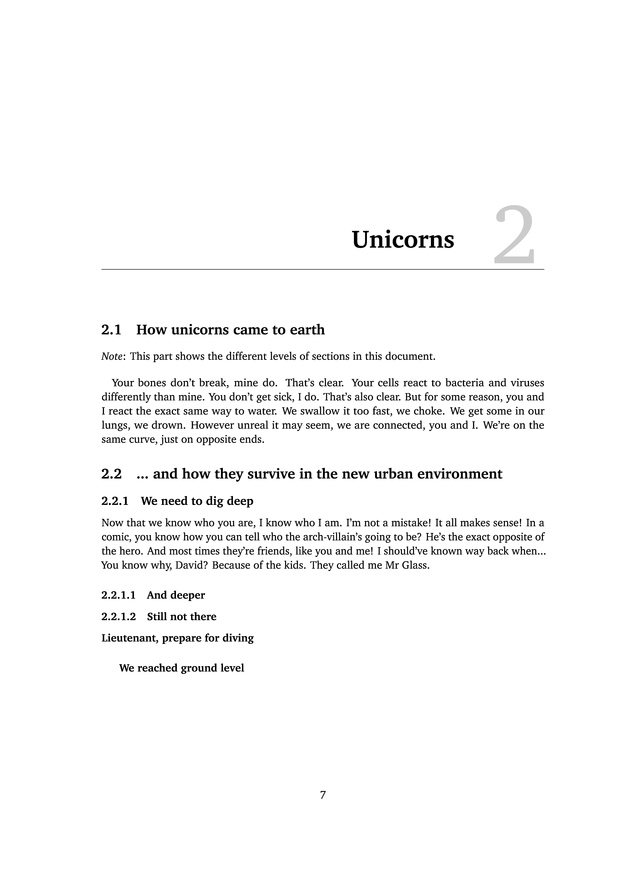 Unicorns 2
2.1 How unicorns came to earth
Note: This part shows the different levels of sections in this document.
Your bones don’t break, mine do. That’s clear. Your cells react to bacteria and viruses
differently than mine. You don’t get sick, I do. That’s also clear. But for some reason, you and
I react the exact same way to water. We swallow it too fast, we choke. We get some in our
lungs, we drown. However unreal it may seem, we are connected, you and I. We’re on the
same curve, just on opposite ends.
2.2 ... and how they survive in the new urban environment
2.2.1 We need to dig deep
Now that we know who you are, I know who I am. I’m not a mistake! It all makes sense! In a
comic, you know how you can tell who the arch-villain’s going to be? He’s the exact opposite of
the hero. And most times they’re friends, like you and me! I should’ve known way back when...
You know why, David? Because of the kids. They called me Mr Glass.
2.2.1.1 And deeper
2.2.1.2 Still not there
Lieutenant, prepare for diving
We reached ground level
7